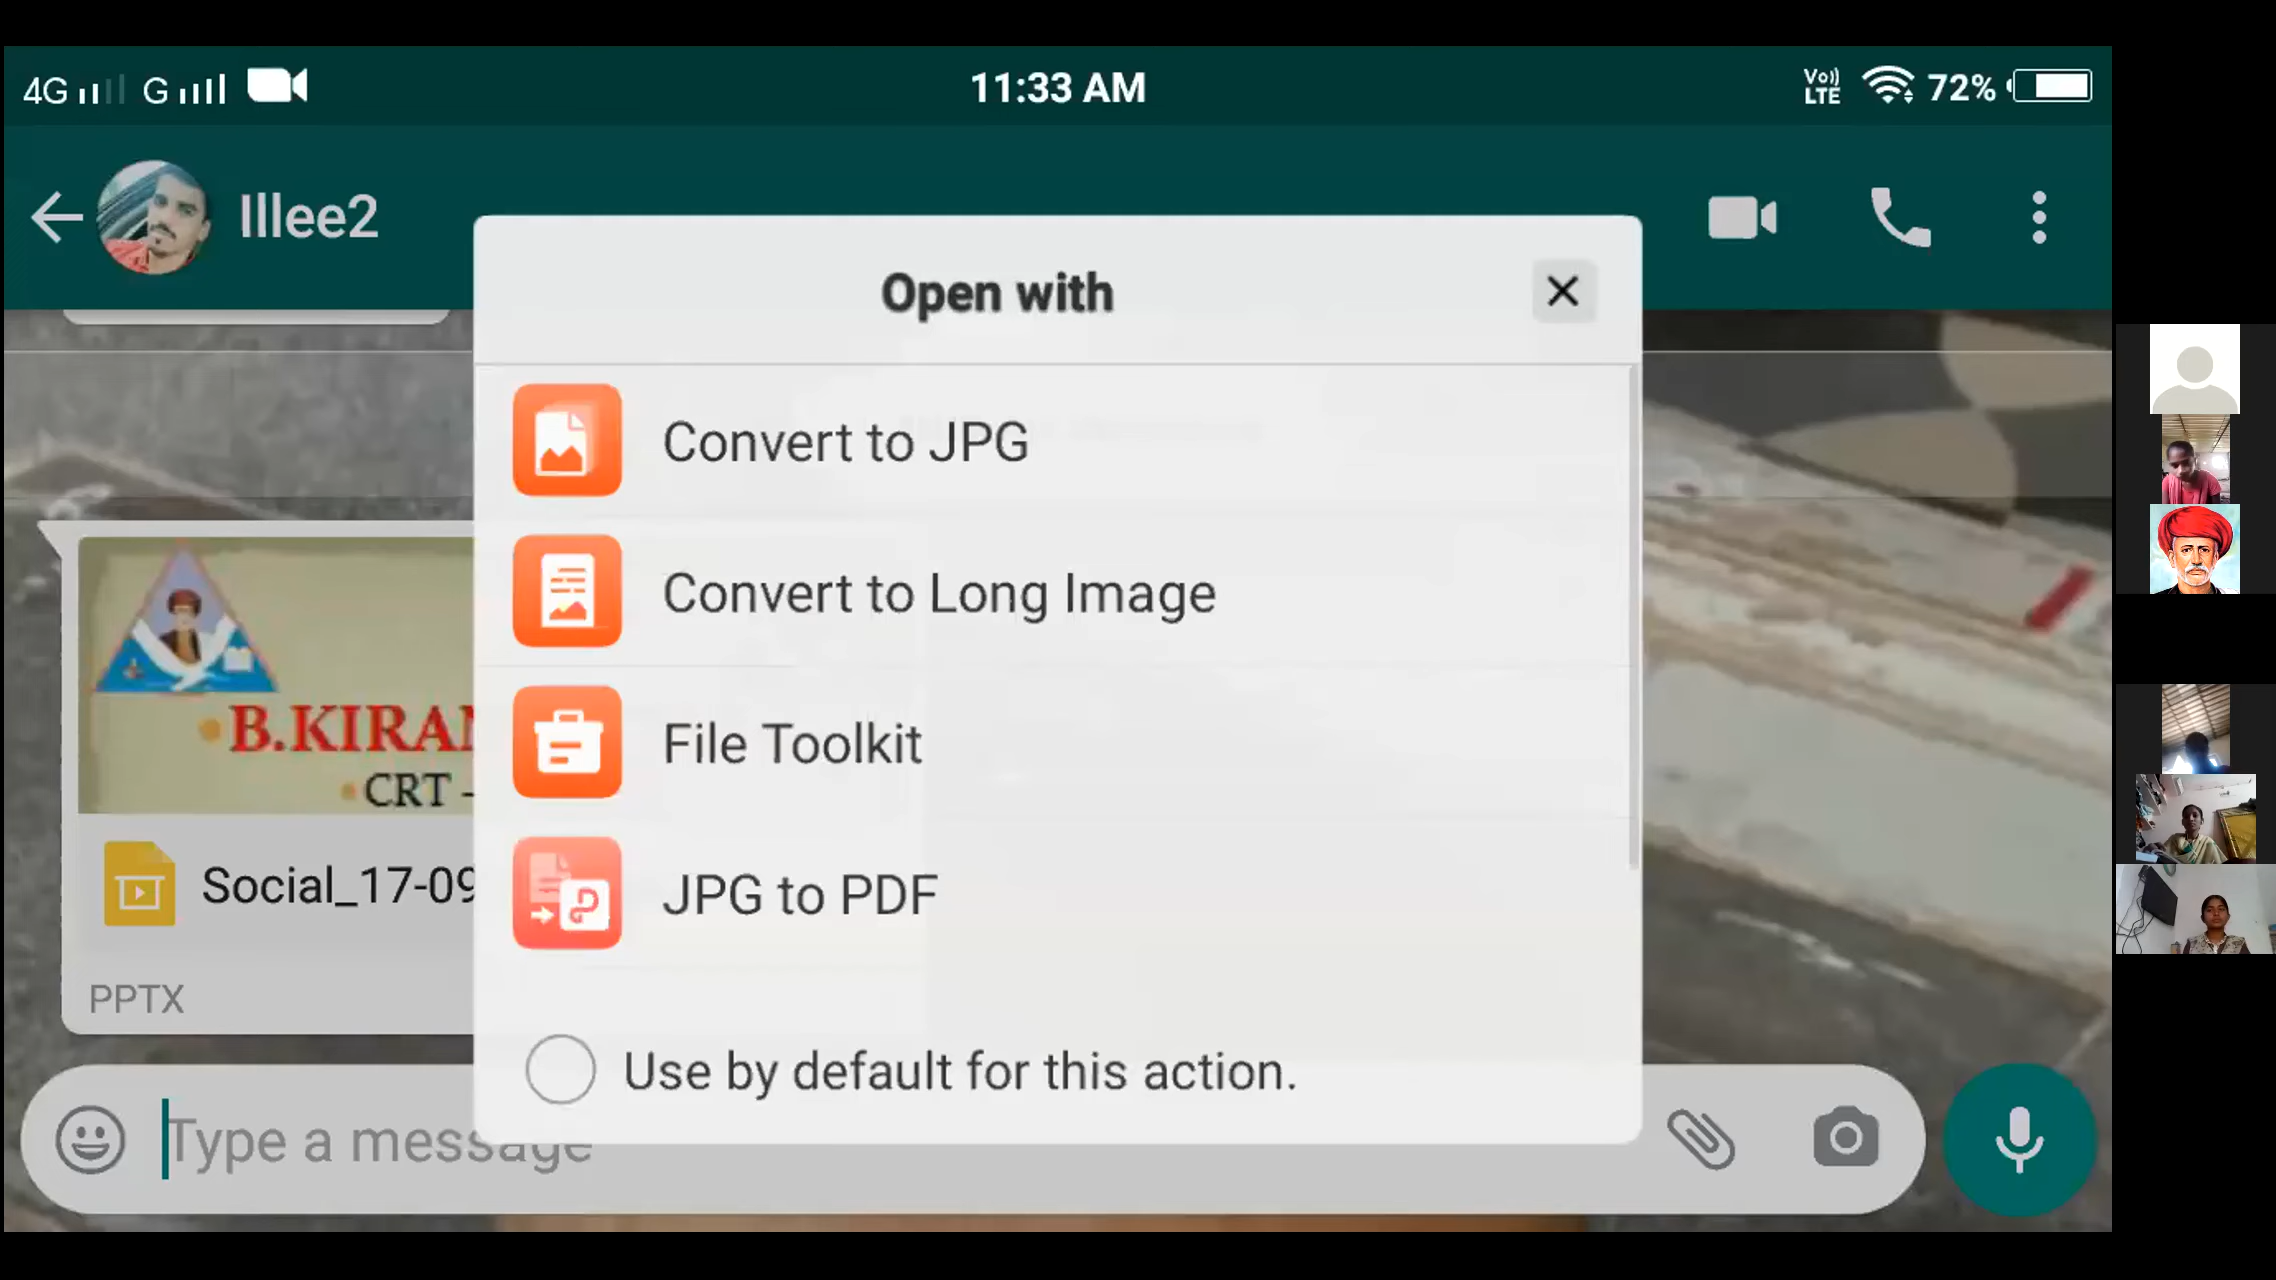 4G G 11:33 AM Vo)) LTE 72%
Illee2
Open with
Convert to JPG
Convert to Long Image
File Toolkit
JPG to PDF
Use by default for this action.
B.KIRAN
CRT -
Social_17-09
PPTX
Type a message